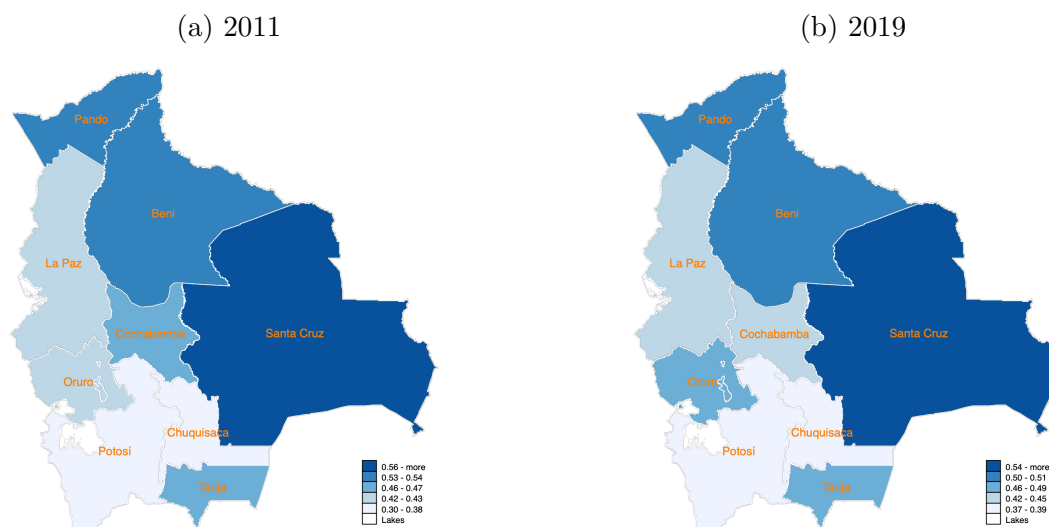 (a) 2011
Pando
Beni
La Paz
Cochabamba
Santa Cruz
Oruro
Chuquisaca
Potosí
Tarija
0.56 - more
0.53 - 0.54
0.46 - 0.47
0.42 - 0.43
0.30 - 0.38
Lakes
(b) 2019
Pando
Beni
La Paz
Cochabamba
Santa Cruz
Oruro
Chuquisaca
Potosí
Tarija
0.54 - more
0.50 - 0.51
0.46 - 0.49
0.42 - 0.45
0.37 - 0.39
Lakes